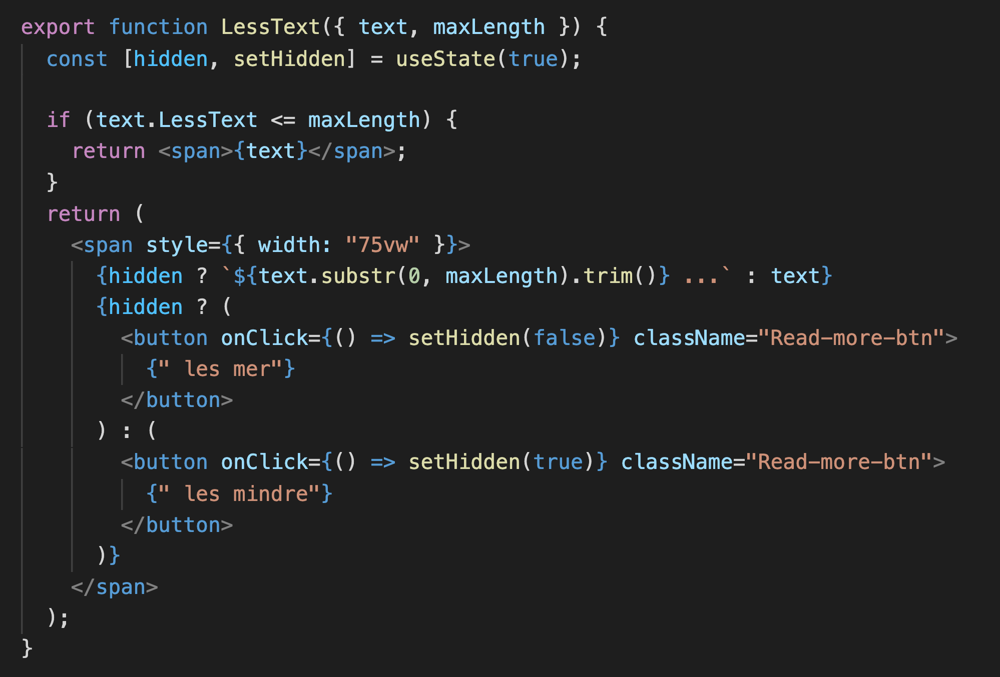 export function LessText({ text, maxLength }) {
  const [hidden, setHidden] = useState(true);

  if (text.LessText <= maxLength) {
    return <span>{text}</span>;
  }
  return (
    <span style={{ width: "75vw" }}>
      {hidden ? `${text.substr(0, maxLength).trim()} ...` : text}
      {hidden ? (
        <button onClick={() => setHidden(false)} className="Read-more-btn">
          {" les mer"}
        </button>
      ) : (
        <button onClick={() => setHidden(true)} className="Read-more-btn">
          {" les mindre"}
        </button>
      )}
    </span>
  );
}